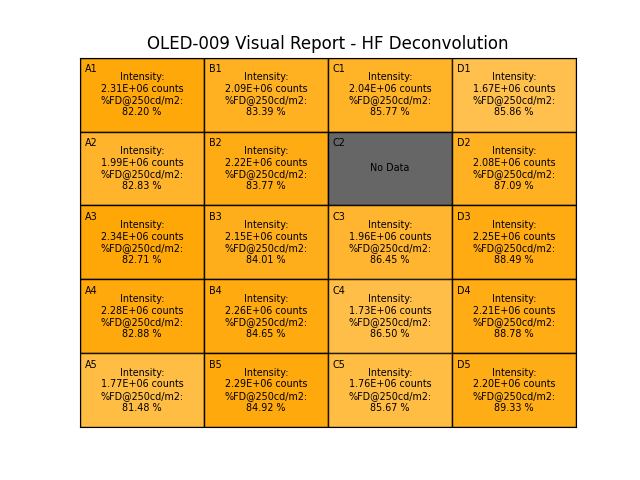 OLED-009 Visual Report - HF Deconvolution
A1
Intensity:
2.31E+06 counts
%FD@250cd/m2:
82.20 %
B1
Intensity:
2.09E+06 counts
%FD@250cd/m2:
83.39 %
C1
Intensity:
2.04E+06 counts
%FD@250cd/m2:
85.77 %
D1
Intensity:
1.67E+06 counts
%FD@250cd/m2:
85.86 %
A2
Intensity:
1.99E+06 counts
%FD@250cd/m2:
82.83 %
B2
Intensity:
2.22E+06 counts
%FD@250cd/m2:
83.77 %
C2
No Data
D2
Intensity:
2.08E+06 counts
%FD@250cd/m2:
87.09 %
A3
Intensity:
2.34E+06 counts
%FD@250cd/m2:
82.71 %
B3
Intensity:
2.15E+06 counts
%FD@250cd/m2:
84.01 %
C3
Intensity:
1.96E+06 counts
%FD@250cd/m2:
86.45 %
D3
Intensity:
2.25E+06 counts
%FD@250cd/m2:
88.49 %
A4
Intensity:
2.28E+06 counts
%FD@250cd/m2:
82.88 %
B4
Intensity:
2.26E+06 counts
%FD@250cd/m2:
84.65 %
C4
Intensity:
1.73E+06 counts
%FD@250cd/m2:
86.50 %
D4
Intensity:
2.21E+06 counts
%FD@250cd/m2:
88.78 %
A5
Intensity:
1.77E+06 counts
%FD@250cd/m2:
81.48 %
B5
Intensity:
2.29E+06 counts
%FD@250cd/m2:
84.92 %
C5
Intensity:
1.76E+06 counts
%FD@250cd/m2:
85.67 %
D5
Intensity:
2.20E+06 counts
%FD@250cd/m2:
89.33 %